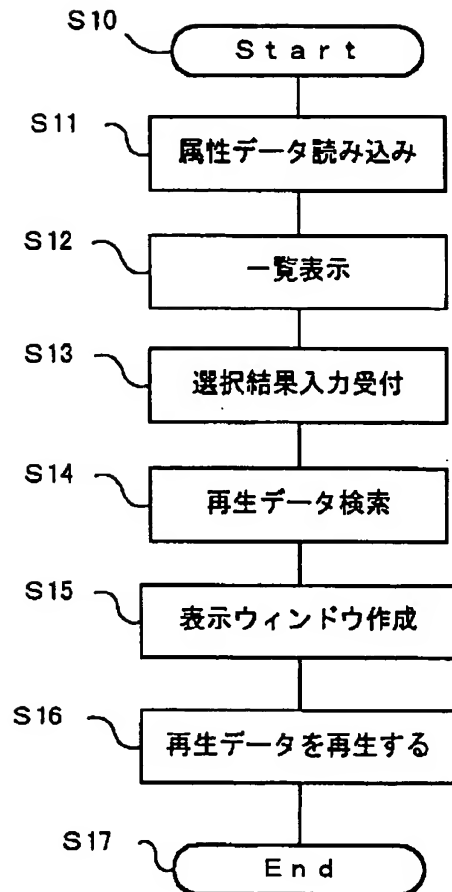 S10
Start
S11
属性データ読み込み
S12
一覧表示
S13
選択結果入力受付
S14
再生データ検索
S15
表示ウィンドウ作成
S16
再生データを再生する
S17
End